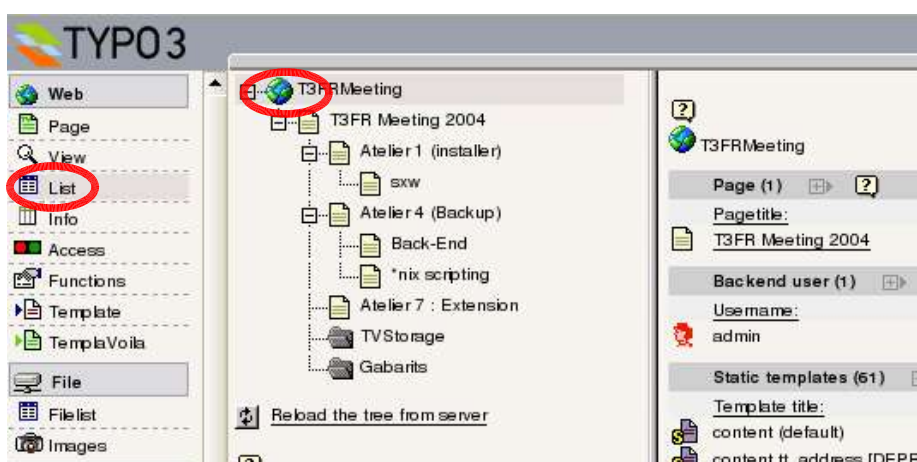 TYPO3
Web
Page
View
List
Info
Access
Functions
Template
TemplaVoila
File
Filelist
Images
T3FRMeeting
T3FR Meeting 2004
Atelier 1 (installer)
sxw
Atelier 4 (Backup)
Back-End
*nix scripting
Atelier 7 : Extension
TVStorage
Gabarits
Reload the tree from server
T3FRMeeting
Page (1)
Pagetitle:
T3FR Meeting 2004
Backend user (1)
Username:
admin
Static templates (61)
Template title:
content (default)
content.tt_address [DEPR